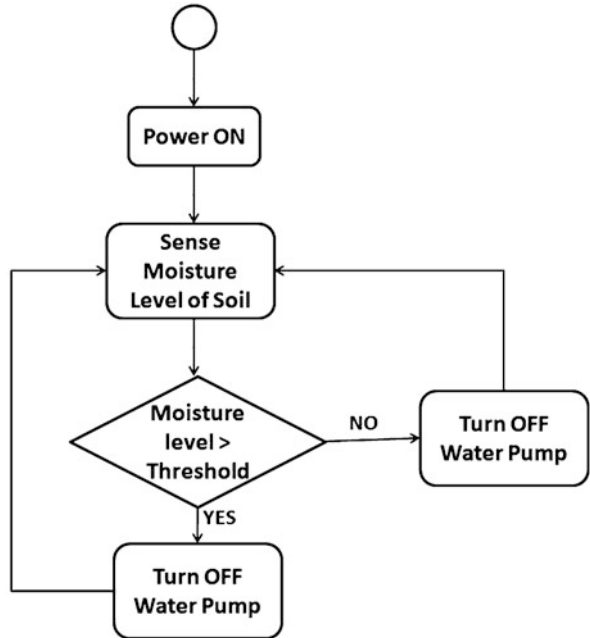 Power ON
Sense
Moisture
Level of Soil
Moisture
level >
Threshold
NO
Turn OFF
Water Pump
YES
Turn OFF
Water Pump